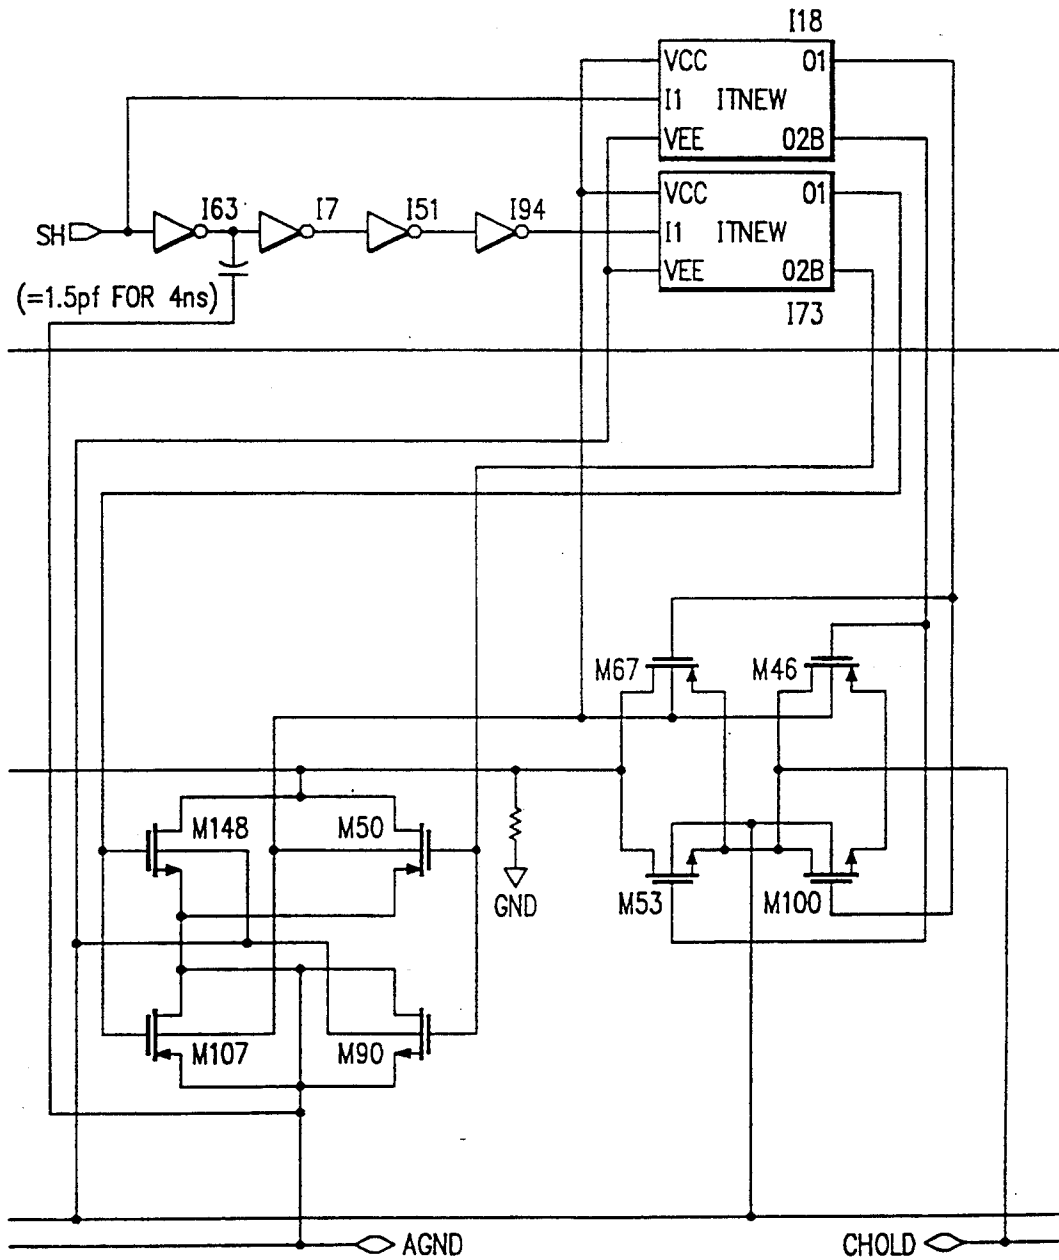 I18
VCC O1
I1 ITNEW
VEE O2B
VCC O1
I63 I7 I51 I94
SH
I1 ITNEW
VEE O2B
(=1.5pf FOR 4ns)
I73
M67 M46
M148 M50
GND
M53 M100
M107 M90
AGND CHOLD